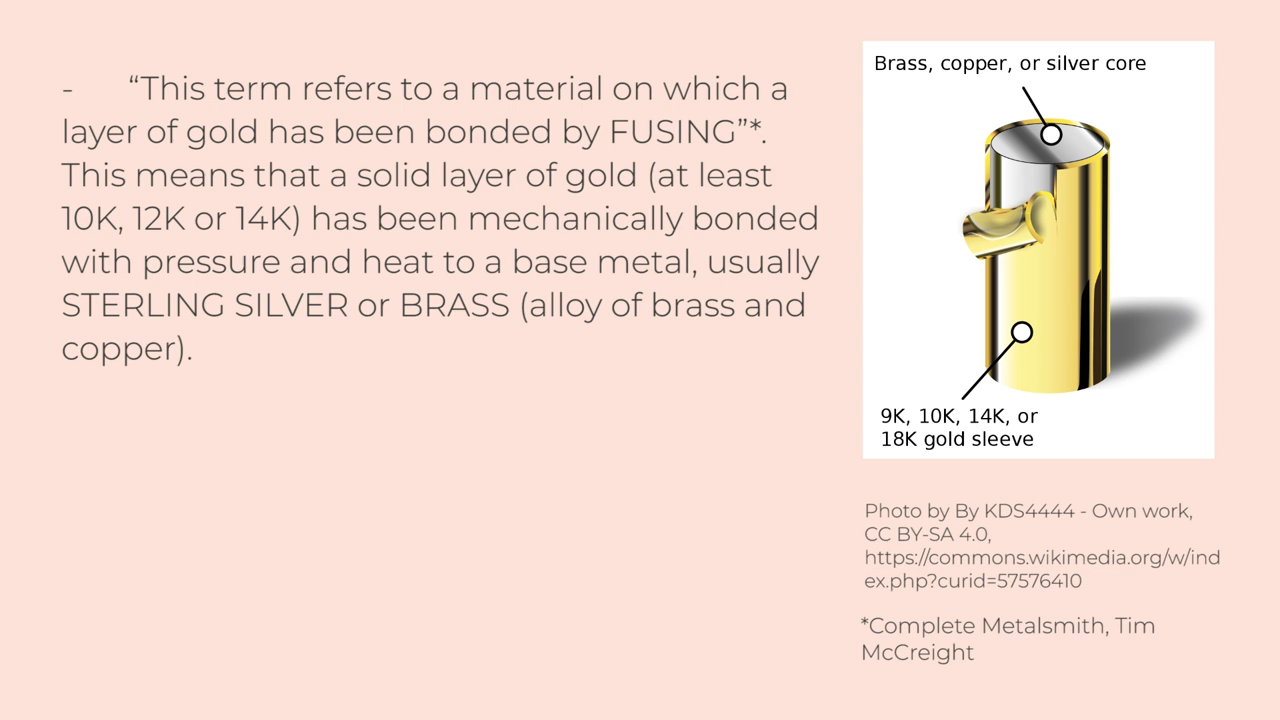 - “This term refers to a material on which a
layer of gold has been bonded by FUSING”*.
This means that a solid layer of gold (at least
10K, 12K or 14K) has been mechanically bonded
with pressure and heat to a base metal, usually
STERLING SILVER or BRASS (alloy of brass and
copper).
Brass, copper, or silver core
9K, 10K, 14K, or
18K gold sleeve
Photo by By KDS4444 - Own work,
CC BY-SA 4.0,
https://commons.wikimedia.org/w/ind
ex.php?curid=57576410
*Complete Metalsmith, Tim
McCreight